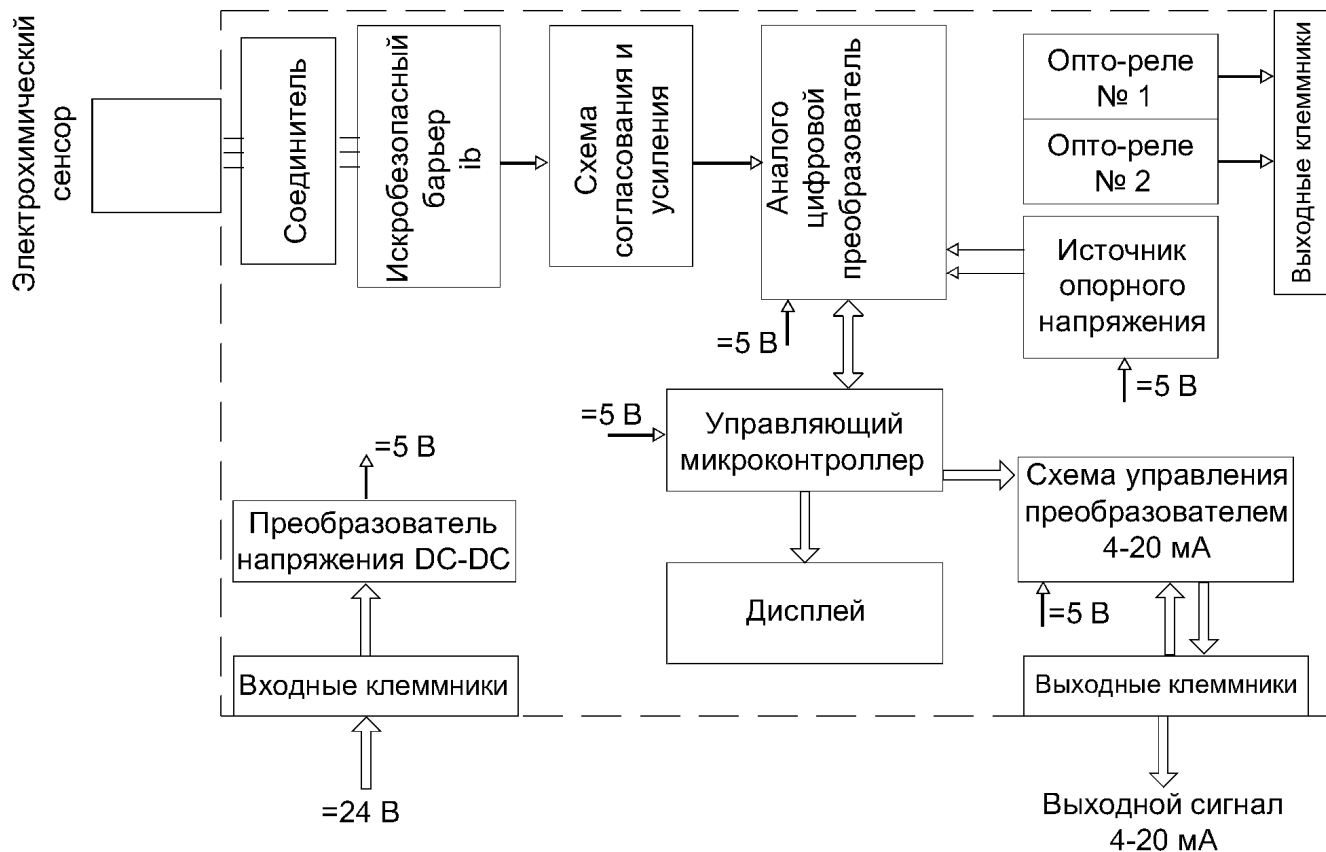 Электрохимический
сенсор
Соединитель
Искробезопасный
барьер
ib
Схема
согласования и
усиления
Аналого
цифровой
преобразователь
Опто-реле
№ 1
Опто-реле
№ 2
Выходные клеммники
Источник
опорного
напряжения
=5 В
=5 В
=5 В
Управляющий
микроконтроллер
=5 В
Преобразователь
напряжения DC-DC
Схема управления
преобразователем
4-20 мА
Дисплей
=5 В
Входные клеммники
Выходные клеммники
=24 В
Выходной сигнал
4-20 мА